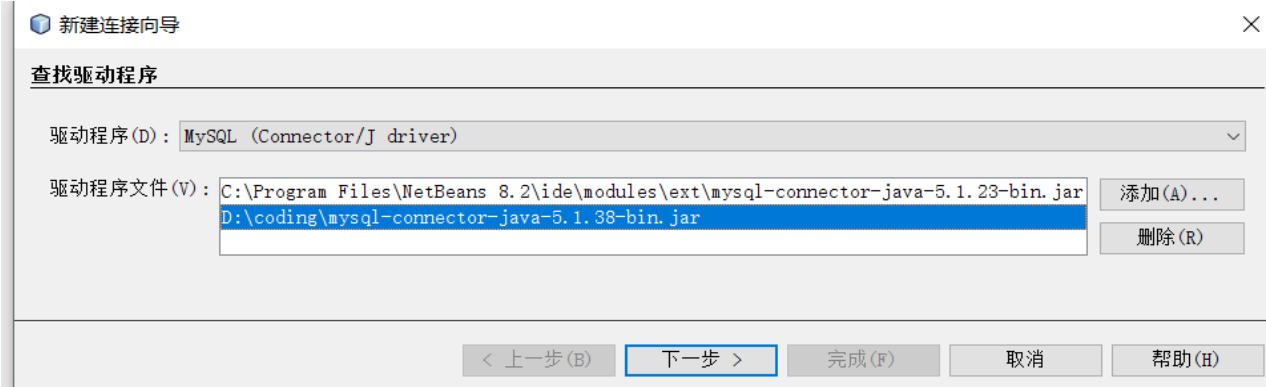 新建连接向导
查找驱动程序
驱动程序(D)： MySQL (Connector/J driver)
驱动程序文件(V)： C:\Program Files\NetBeans 8.2\ide\modules\ext\mysql-connector-java-5.1.23-bin.jar 添加(A)...
D:\coding\mysql-connector-java-5.1.38-bin.jar
删除(R)
< 上一步(B) 下一步 > 完成(F) 取消 帮助(H)